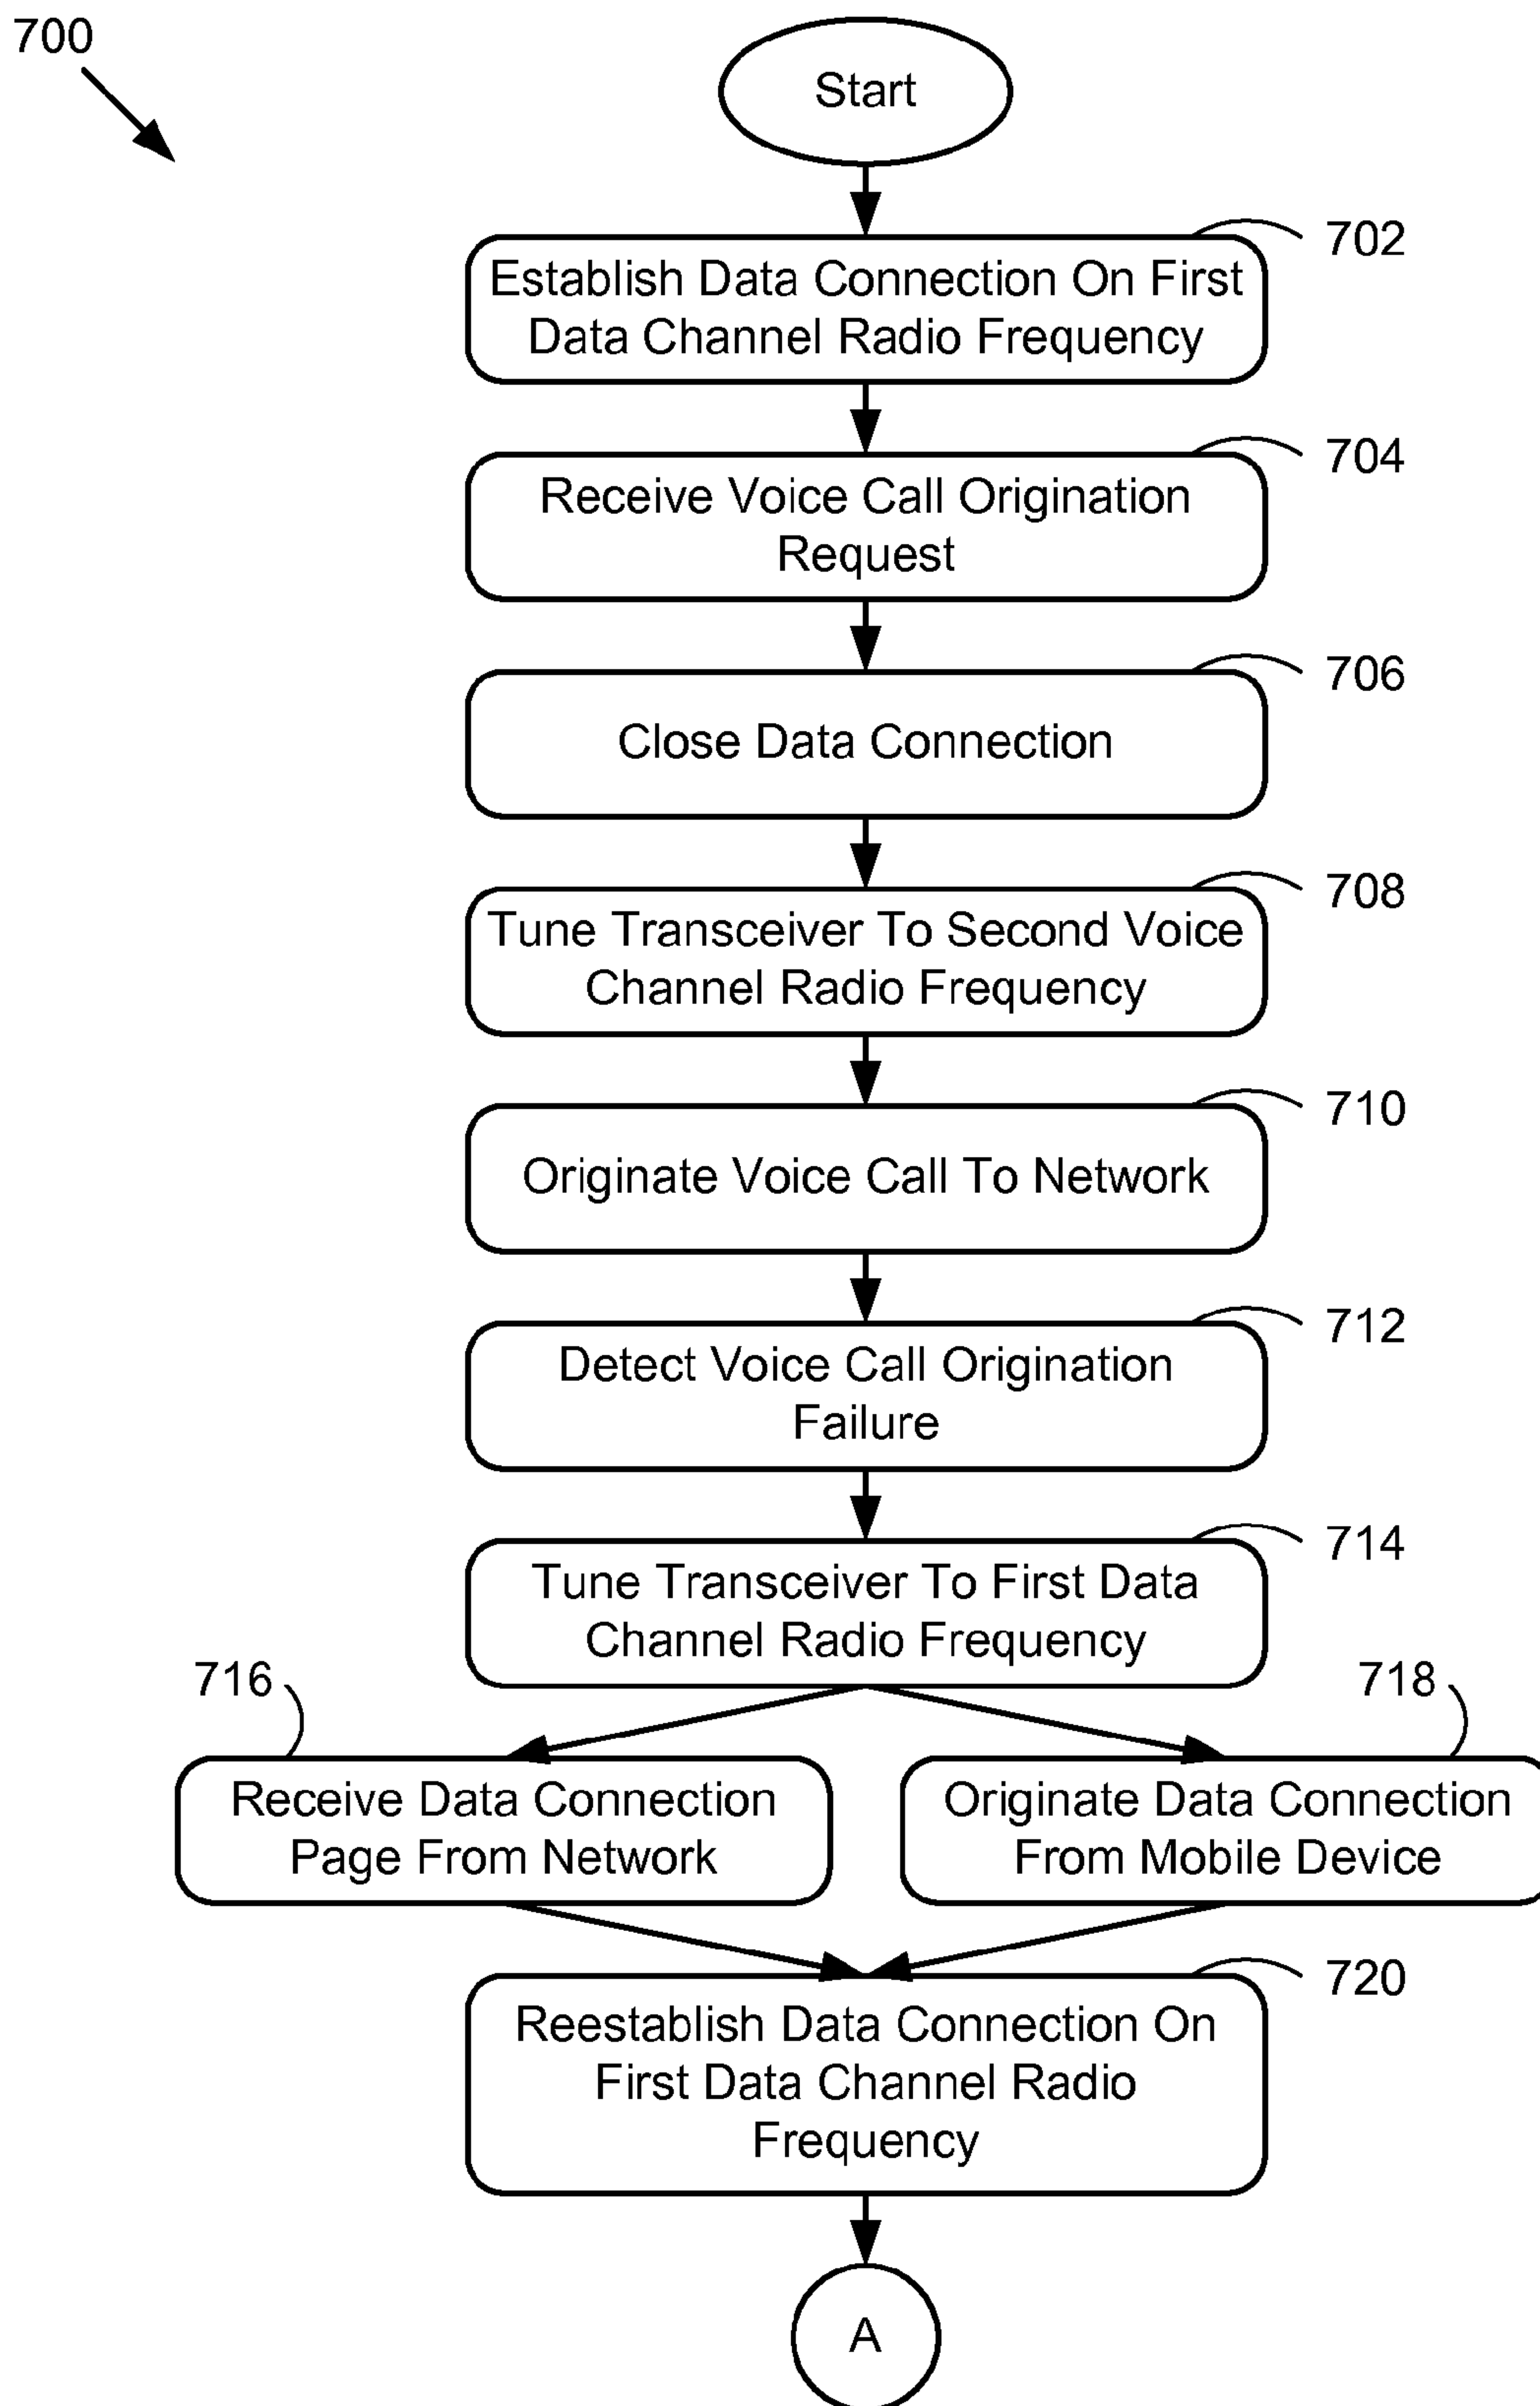 700
Start
702
Establish Data Connection On First
Data Channel Radio Frequency
704
Receive Voice Call Origination
Request
706
Close Data Connection
708
Tune Transceiver To Second Voice
Channel Radio Frequency
710
Originate Voice Call To Network
712
Detect Voice Call Origination
Failure
714
Tune Transceiver To First Data
Channel Radio Frequency
716
Receive Data Connection
Page From Network
718
Originate Data Connection
From Mobile Device
720
Reestablish Data Connection On
First Data Channel Radio
Frequency
A